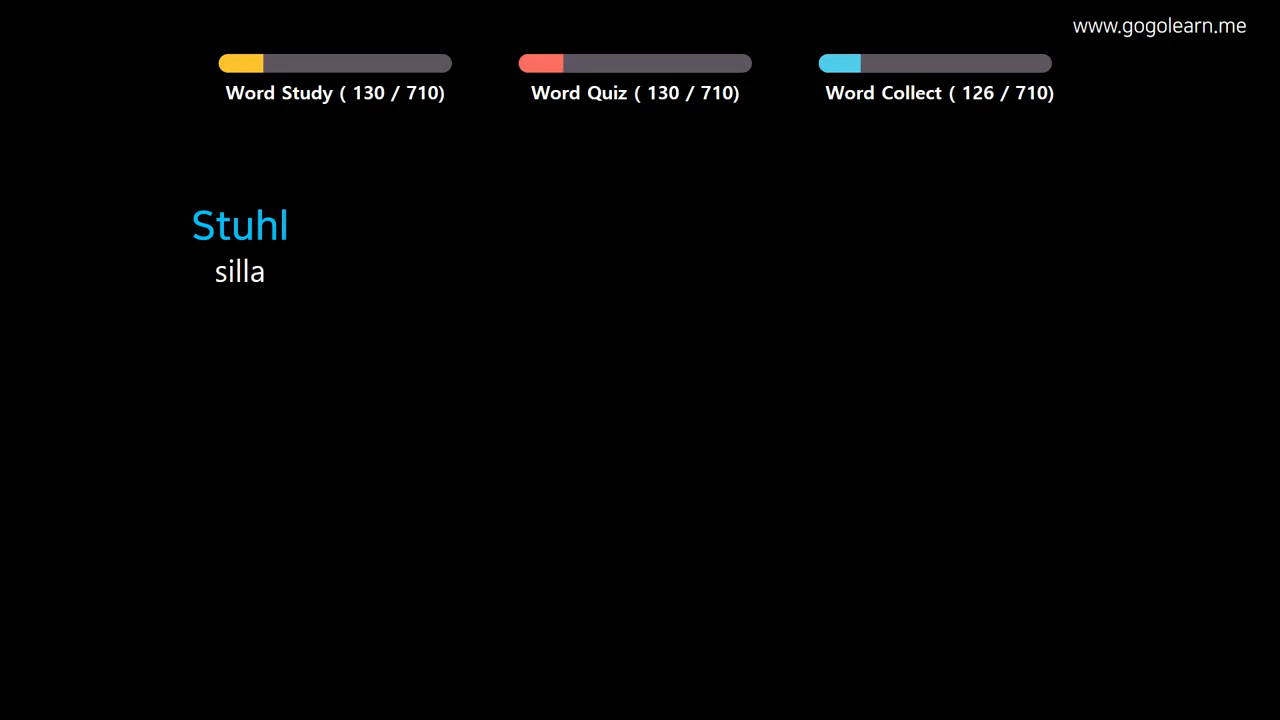 www.gogolearn.me
Word Study ( 130 / 710)
Word Quiz ( 130 / 710)
Word Collect ( 126 / 710)
Stuhl
silla